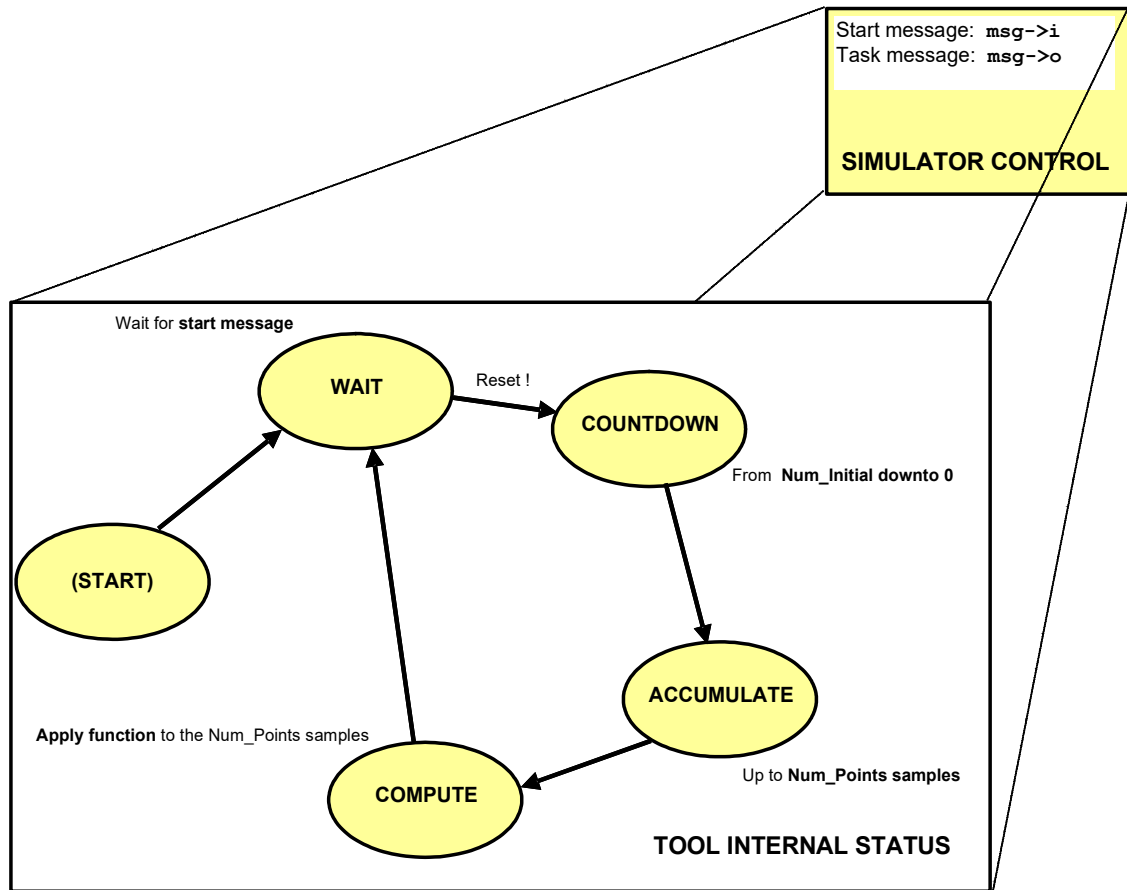 Start message: msg->i
Task message: msg->o
SIMULATOR CONTROL
Wait for start message
WAIT
Reset !
COUNTDOWN
From Num_Initial downto 0
(START)
ACCUMULATE
Apply function to the Num_Points samples
Up to Num_Points samples
COMPUTE
TOOL INTERNAL STATUS